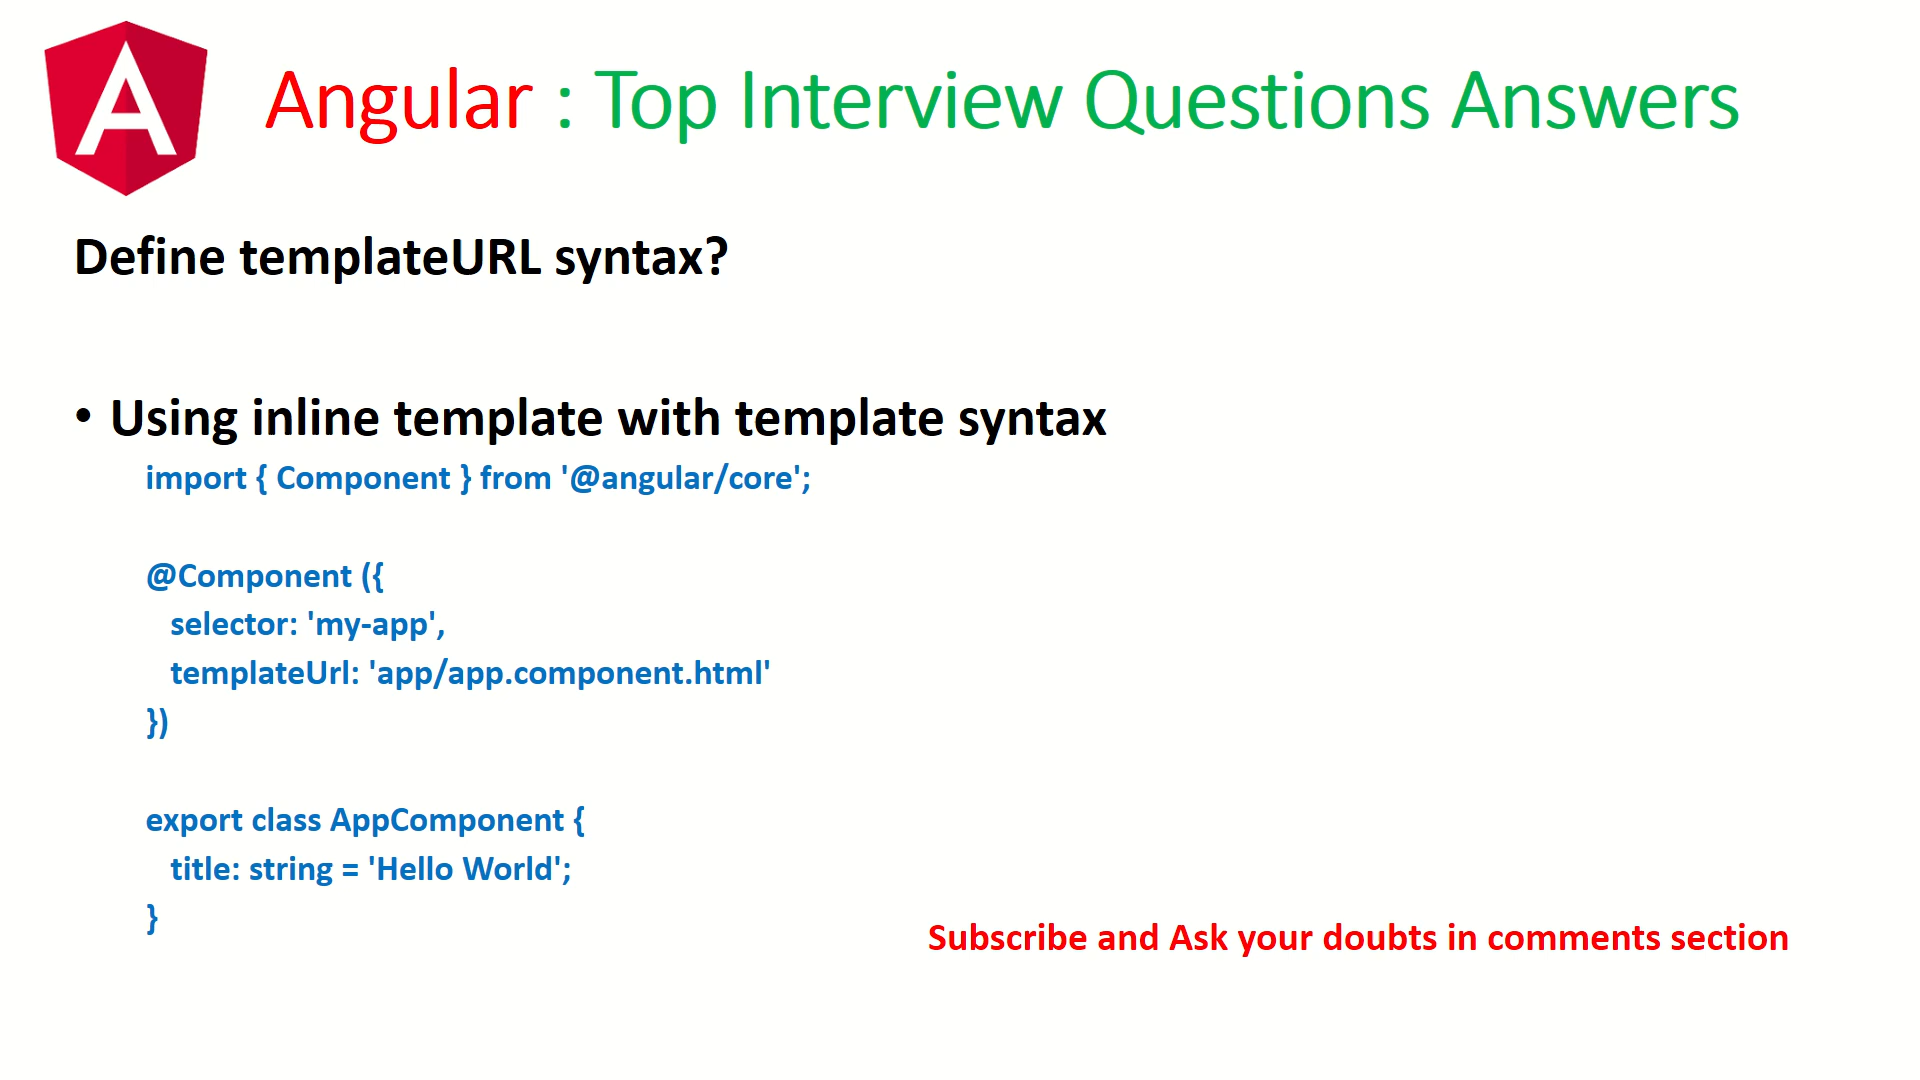 Angular : Top Interview Questions Answers
Define templateURL syntax?
• Using inline template with template syntax
import { Component } from '@angular/core';
@Component ({
selector: 'my-app',
templateUrl: 'app/app.component.html'
})
export class AppComponent {
title: string = 'Hello World';
}
Subscribe and Ask your doubts in comments section